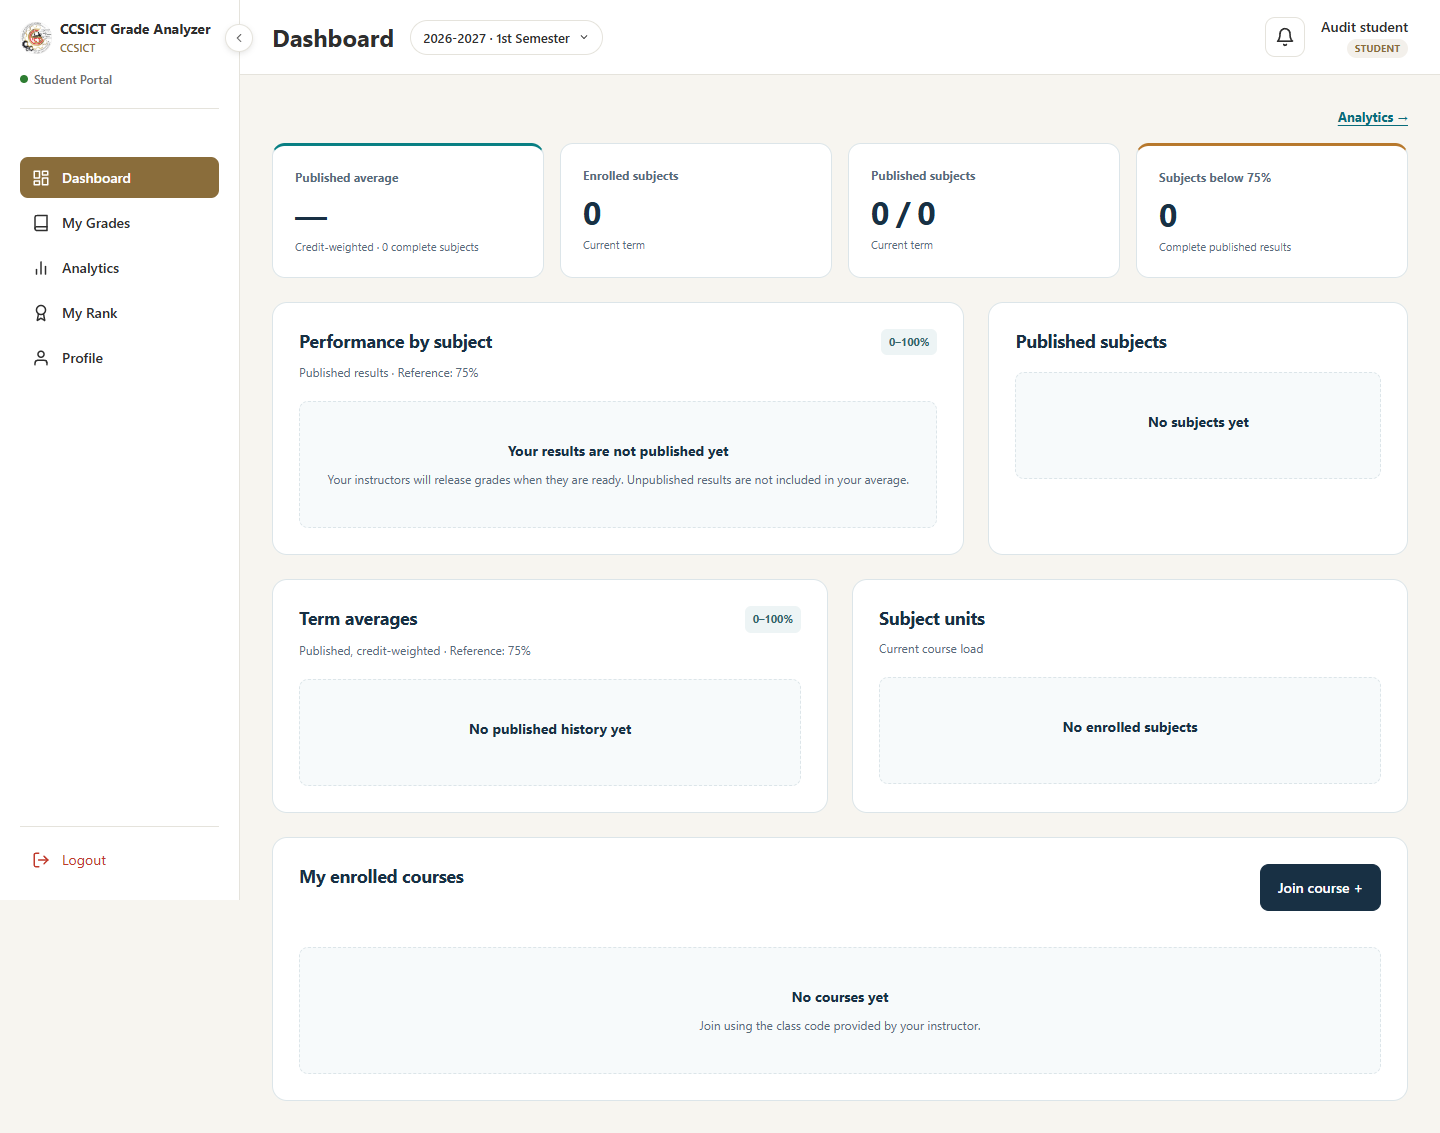 CCSICT Grade Analyzer
CCSICT
Student Portal
Dashboard
My Grades
Analytics
My Rank
Profile
Logout
Dashboard
2026-2027 · 1st Semester
Audit student
STUDENT
Analytics →
Published average
—
Credit-weighted · 0 complete subjects
Enrolled subjects
0
Current term
Published subjects
0 / 0
Current term
Subjects below 75%
0
Complete published results
Performance by subject
0–100%
Published results · Reference: 75%
Your results are not published yet
Your instructors will release grades when they are ready. Unpublished results are not included in your average.
Published subjects
No subjects yet
Term averages
0–100%
Published, credit-weighted · Reference: 75%
No published history yet
Subject units
Current course load
No enrolled subjects
My enrolled courses
Join course +
No courses yet
Join using the class code provided by your instructor.